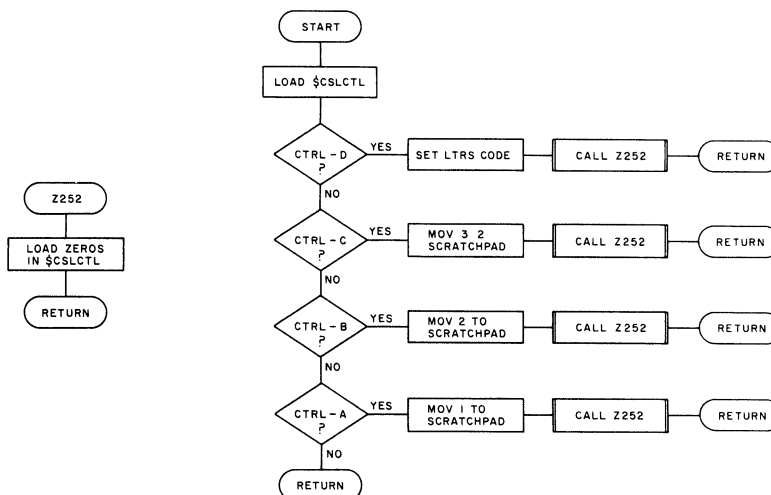 START
LOAD $CSLCTL
CTRL-D
?
YES
SET LTRS CODE
CALL Z252
RETURN
NO
CTRL-C
?
YES
MOV 3 2
SCRATCHPAD
CALL Z252
RETURN
NO
CTRL-B
?
YES
MOV 2 TO
SCRATCHPAD
CALL Z252
RETURN
NO
CTRL-A
?
YES
MOV 1 TO
SCRATCHPAD
CALL Z252
RETURN
NO
RETURN
Z252
LOAD ZEROS
IN $CSLCTL
RETURN